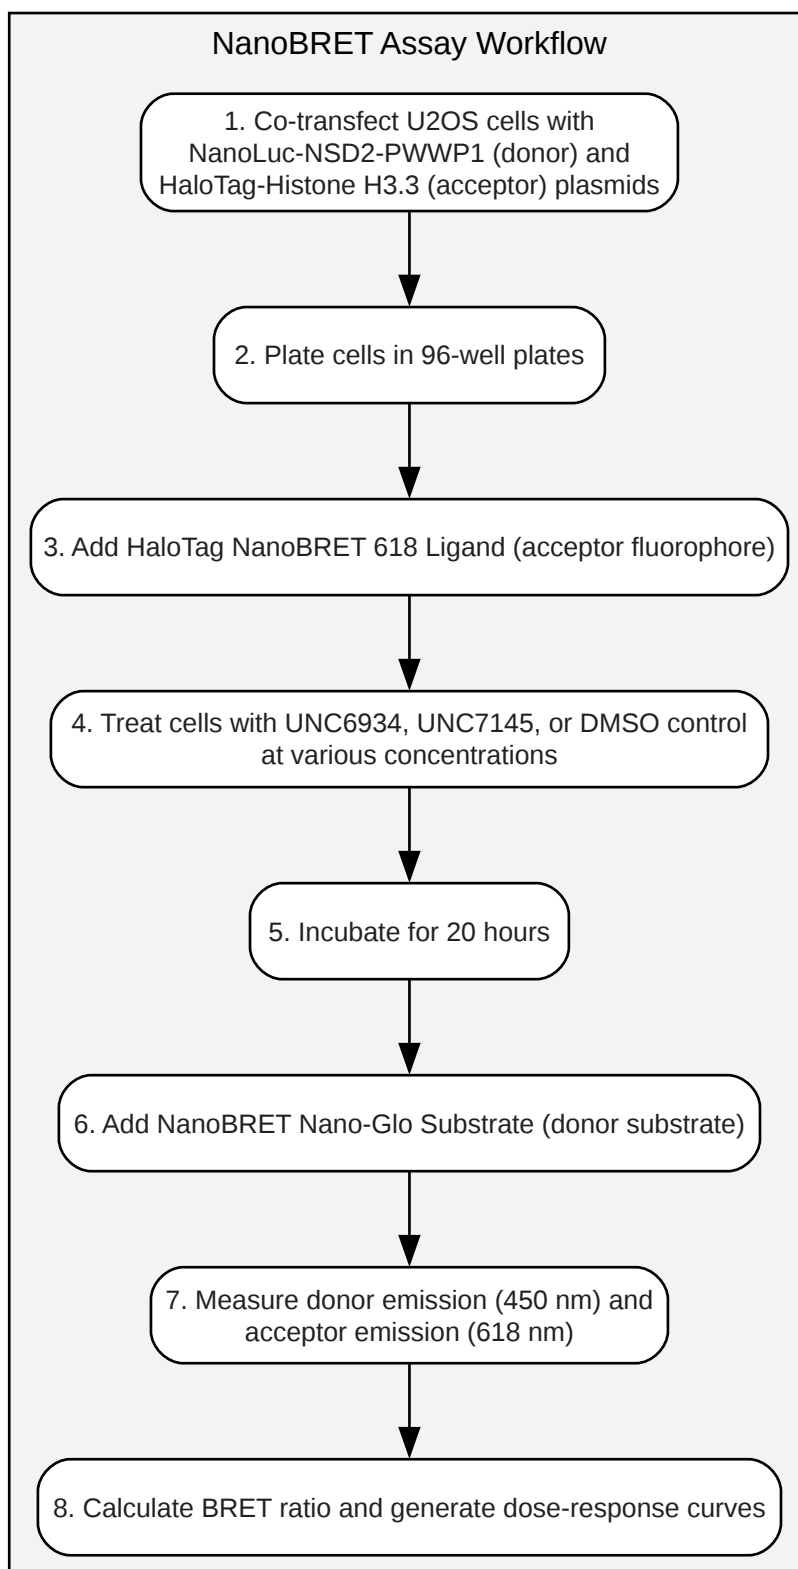 NanoBRET Assay Workflow
1. Co-transfect U2OS cells with
NanoLuc-NSD2-PWWP1 (donor) and
HaloTag-Histone H3.3 (acceptor) plasmids
2. Plate cells in 96-well plates
3. Add HaloTag NanoBRET 618 Ligand (acceptor fluorophore)
4. Treat cells with UNC6934, UNC7145, or DMSO control
at various concentrations
5. Incubate for 20 hours
6. Add NanoBRET Nano-Glo Substrate (donor substrate)
7. Measure donor emission (450 nm) and
acceptor emission (618 nm)
8. Calculate BRET ratio and generate dose-response curves